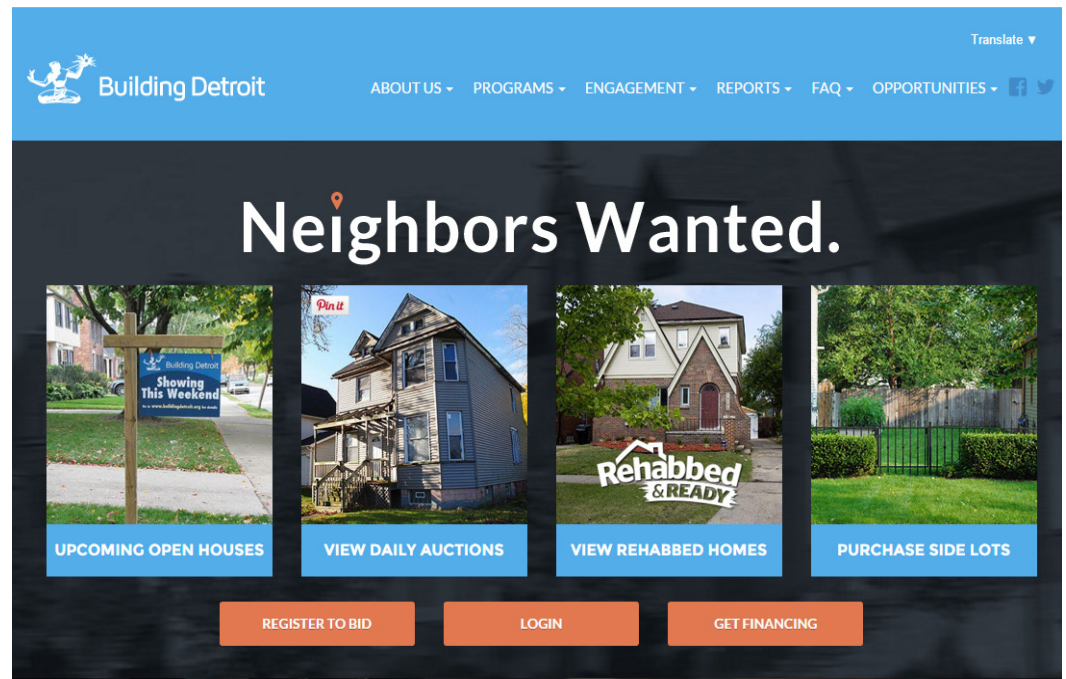 Translate ▼
Building Detroit
ABOUT US PROGRAMS ENGAGEMENT REPORTS FAQ OPPORTUNITIES
Neighbors Wanted.
Pin it
Building Detroit
Showing
This Weekend
Rehabbed
& READY
UPCOMING OPEN HOUSES
VIEW DAILY AUCTIONS
VIEW REHABBED HOMES
PURCHASE SIDE LOTS
REGISTER TO BID
LOGIN
GET FINANCING